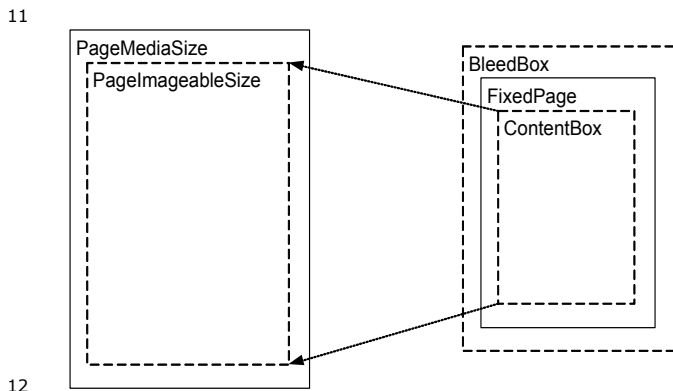 11
PageMediaSize
PageImageableSize
BleedBox
FixedPage
ContentBox
12